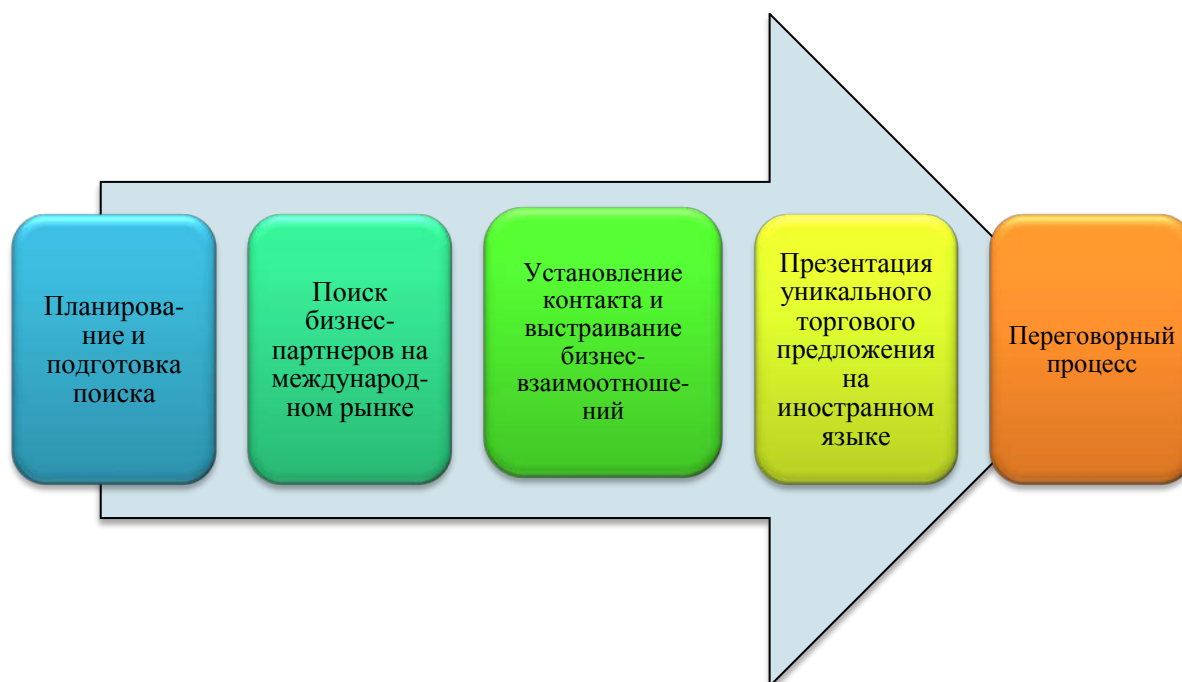 Планирова-
ние и
подготовка
поиска
Поиск
бизнес-
партнеров на
международ-
ном рынке
Установление
контакта и
выстраивание
бизнес-
взаимоотноше-
ний
Презентация
уникального
торгового
предложения
на
иностранном
языке
Переговорный
процесс